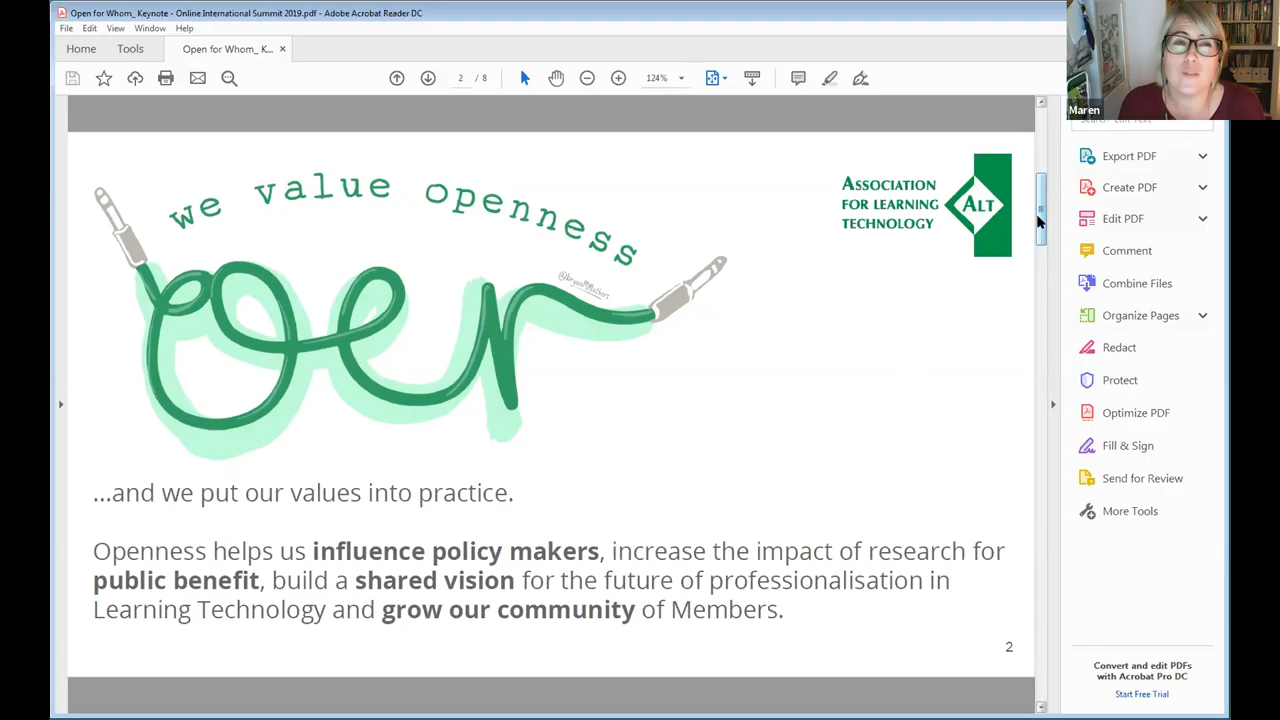 Open for Whom_ Keynote - Online International Summit 2019.pdf - Adobe Acrobat Reader DC
File Edit View Window Help
Home Tools Open for Whom_ K... ×
2 / 8 124%
Maren
we value openness
oer
@bryanMMathers
ASSOCIATION
FOR LEARNING
TECHNOLOGY
ALT
...and we put our values into practice.
Openness helps us influence policy makers, increase the impact of research for
public benefit, build a shared vision for the future of professionalisation in
Learning Technology and grow our community of Members.
2
Export PDF
Create PDF
Edit PDF
Comment
Combine Files
Organize Pages
Redact
Protect
Optimize PDF
Fill & Sign
Send for Review
More Tools
Convert and edit PDFs
with Acrobat Pro DC
Start Free Trial